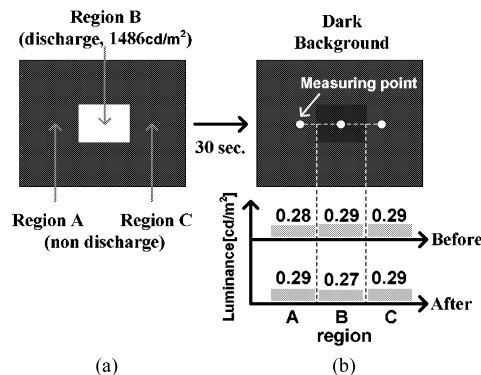 Region B
(discharge, 1486cd/m²)
Region A
Region C
(non discharge)
30 sec.
(a)
Dark
Background
Measuring point
Luminance[cd/m²]
0.28 0.29 0.29
Before
0.29 0.27 0.29
After
A B C
region
(b)